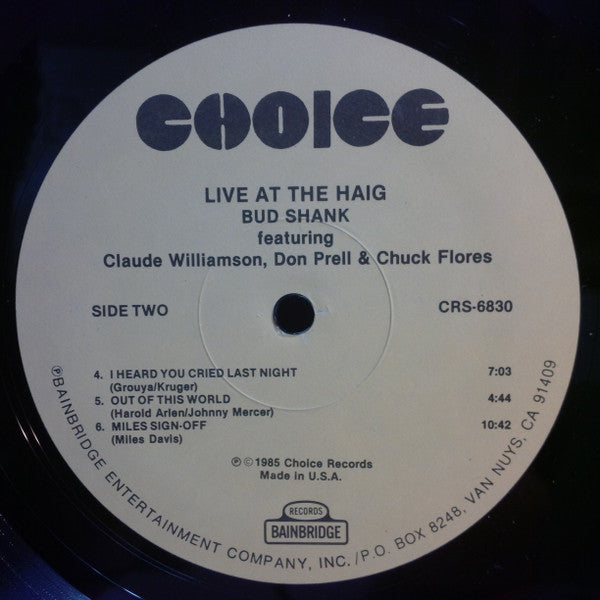 CHOICE
LIVE AT THE HAIG
BUD SHANK
featuring
Claude Williamson, Don Prell & Chuck Flores
SIDE TWO CRS-6830
4. I HEARD YOU CRIED LAST NIGHT 7:03
(Grouya/Kruger)
5. OUT OF THIS WORLD 4:44
(Harold Arlen/Johnny Mercer)
6. MILES SIGN-OFF 10:42
(Miles Davis)
℗©1985 Choice Records
Made in U.S.A.
RECORDS
BAINBRIDGE
℗BAINBRIDGE ENTERTAINMENT COMPANY, INC./P.O. BOX 8248, VAN NUYS, CA 91409